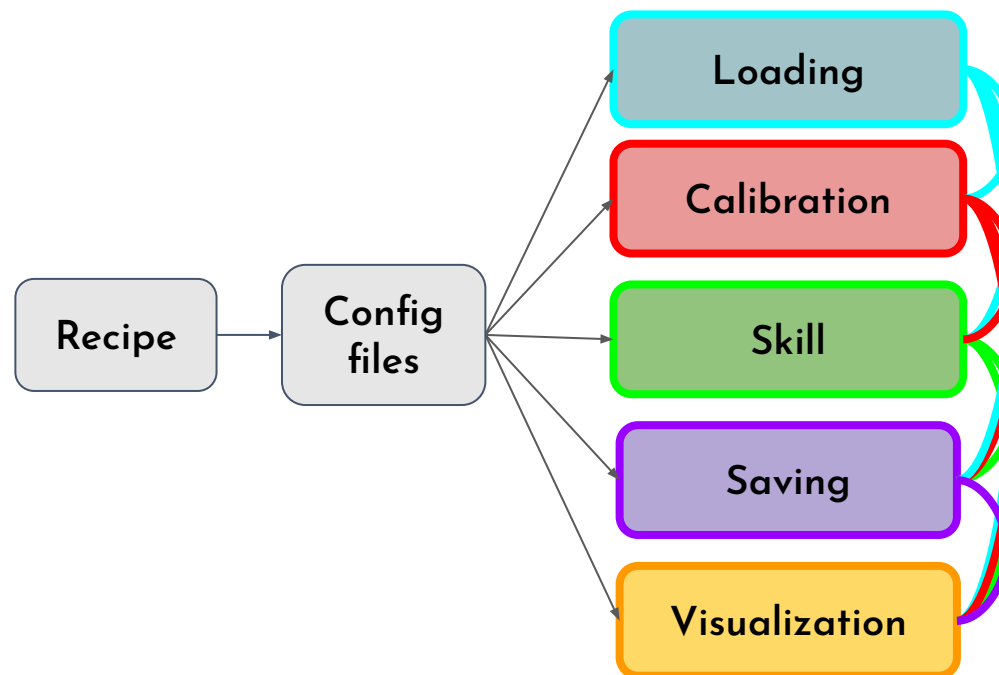 Recipe
Config
files
Loading
Calibration
Skill
Saving
Visualization